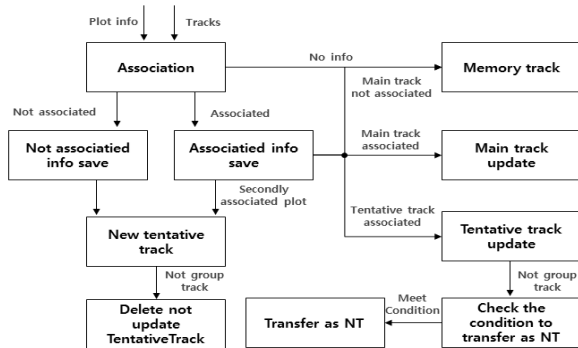 Plot info
Tracks
Association
No info
Memory track
Main track
not associated
Not associated
Associated
Not associatied
info save
Associatied info
save
Main track
associated
Main track
update
Secondly
associated plot
New tentative
track
Tentative track
associated
Tentative track
update
Not group
track
Not group
track
Delete not
update
TentativeTrack
Transfer as NT
Meet
Condition
Check the
condition to
transfer as NT